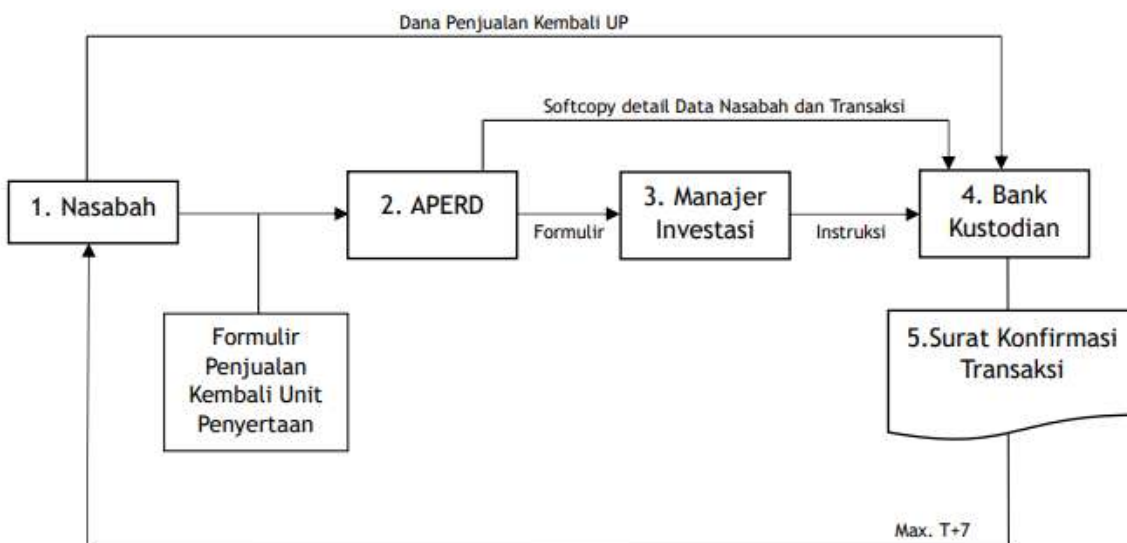 Dana Penjualan Kembali UP
Softcopy detail Data Nasabah dan Transaksi
1. Nasabah
2. APERD
Formulir
3. Manajer
Investasi
Instruksi
4. Bank
Kustodian
Formulir
Penjualan
Kembali Unit
Penyertaan
5.Surat Konfirmasi
Transaksi
Max. T+7